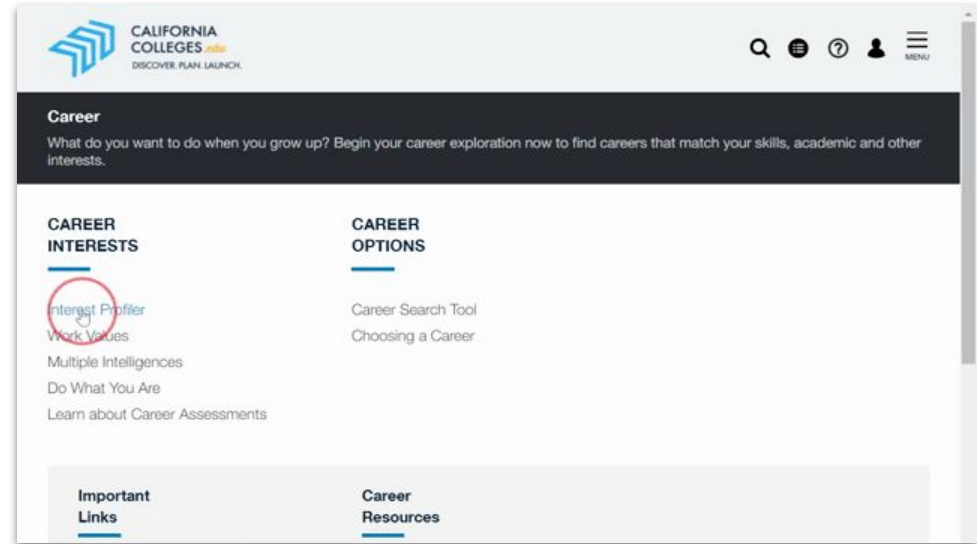 CALIFORNIA
COLLEGES.edu
DISCOVER. PLAN. LAUNCH.
MENU
Career
What do you want to do when you grow up? Begin your career exploration now to find careers that match your skills, academic and other
interests.
CAREER
INTERESTS
Interest Profiler
Work Values
Multiple Intelligences
Do What You Are
Learn about Career Assessments
CAREER
OPTIONS
Career Search Tool
Choosing a Career
Important
Links
Career
Resources